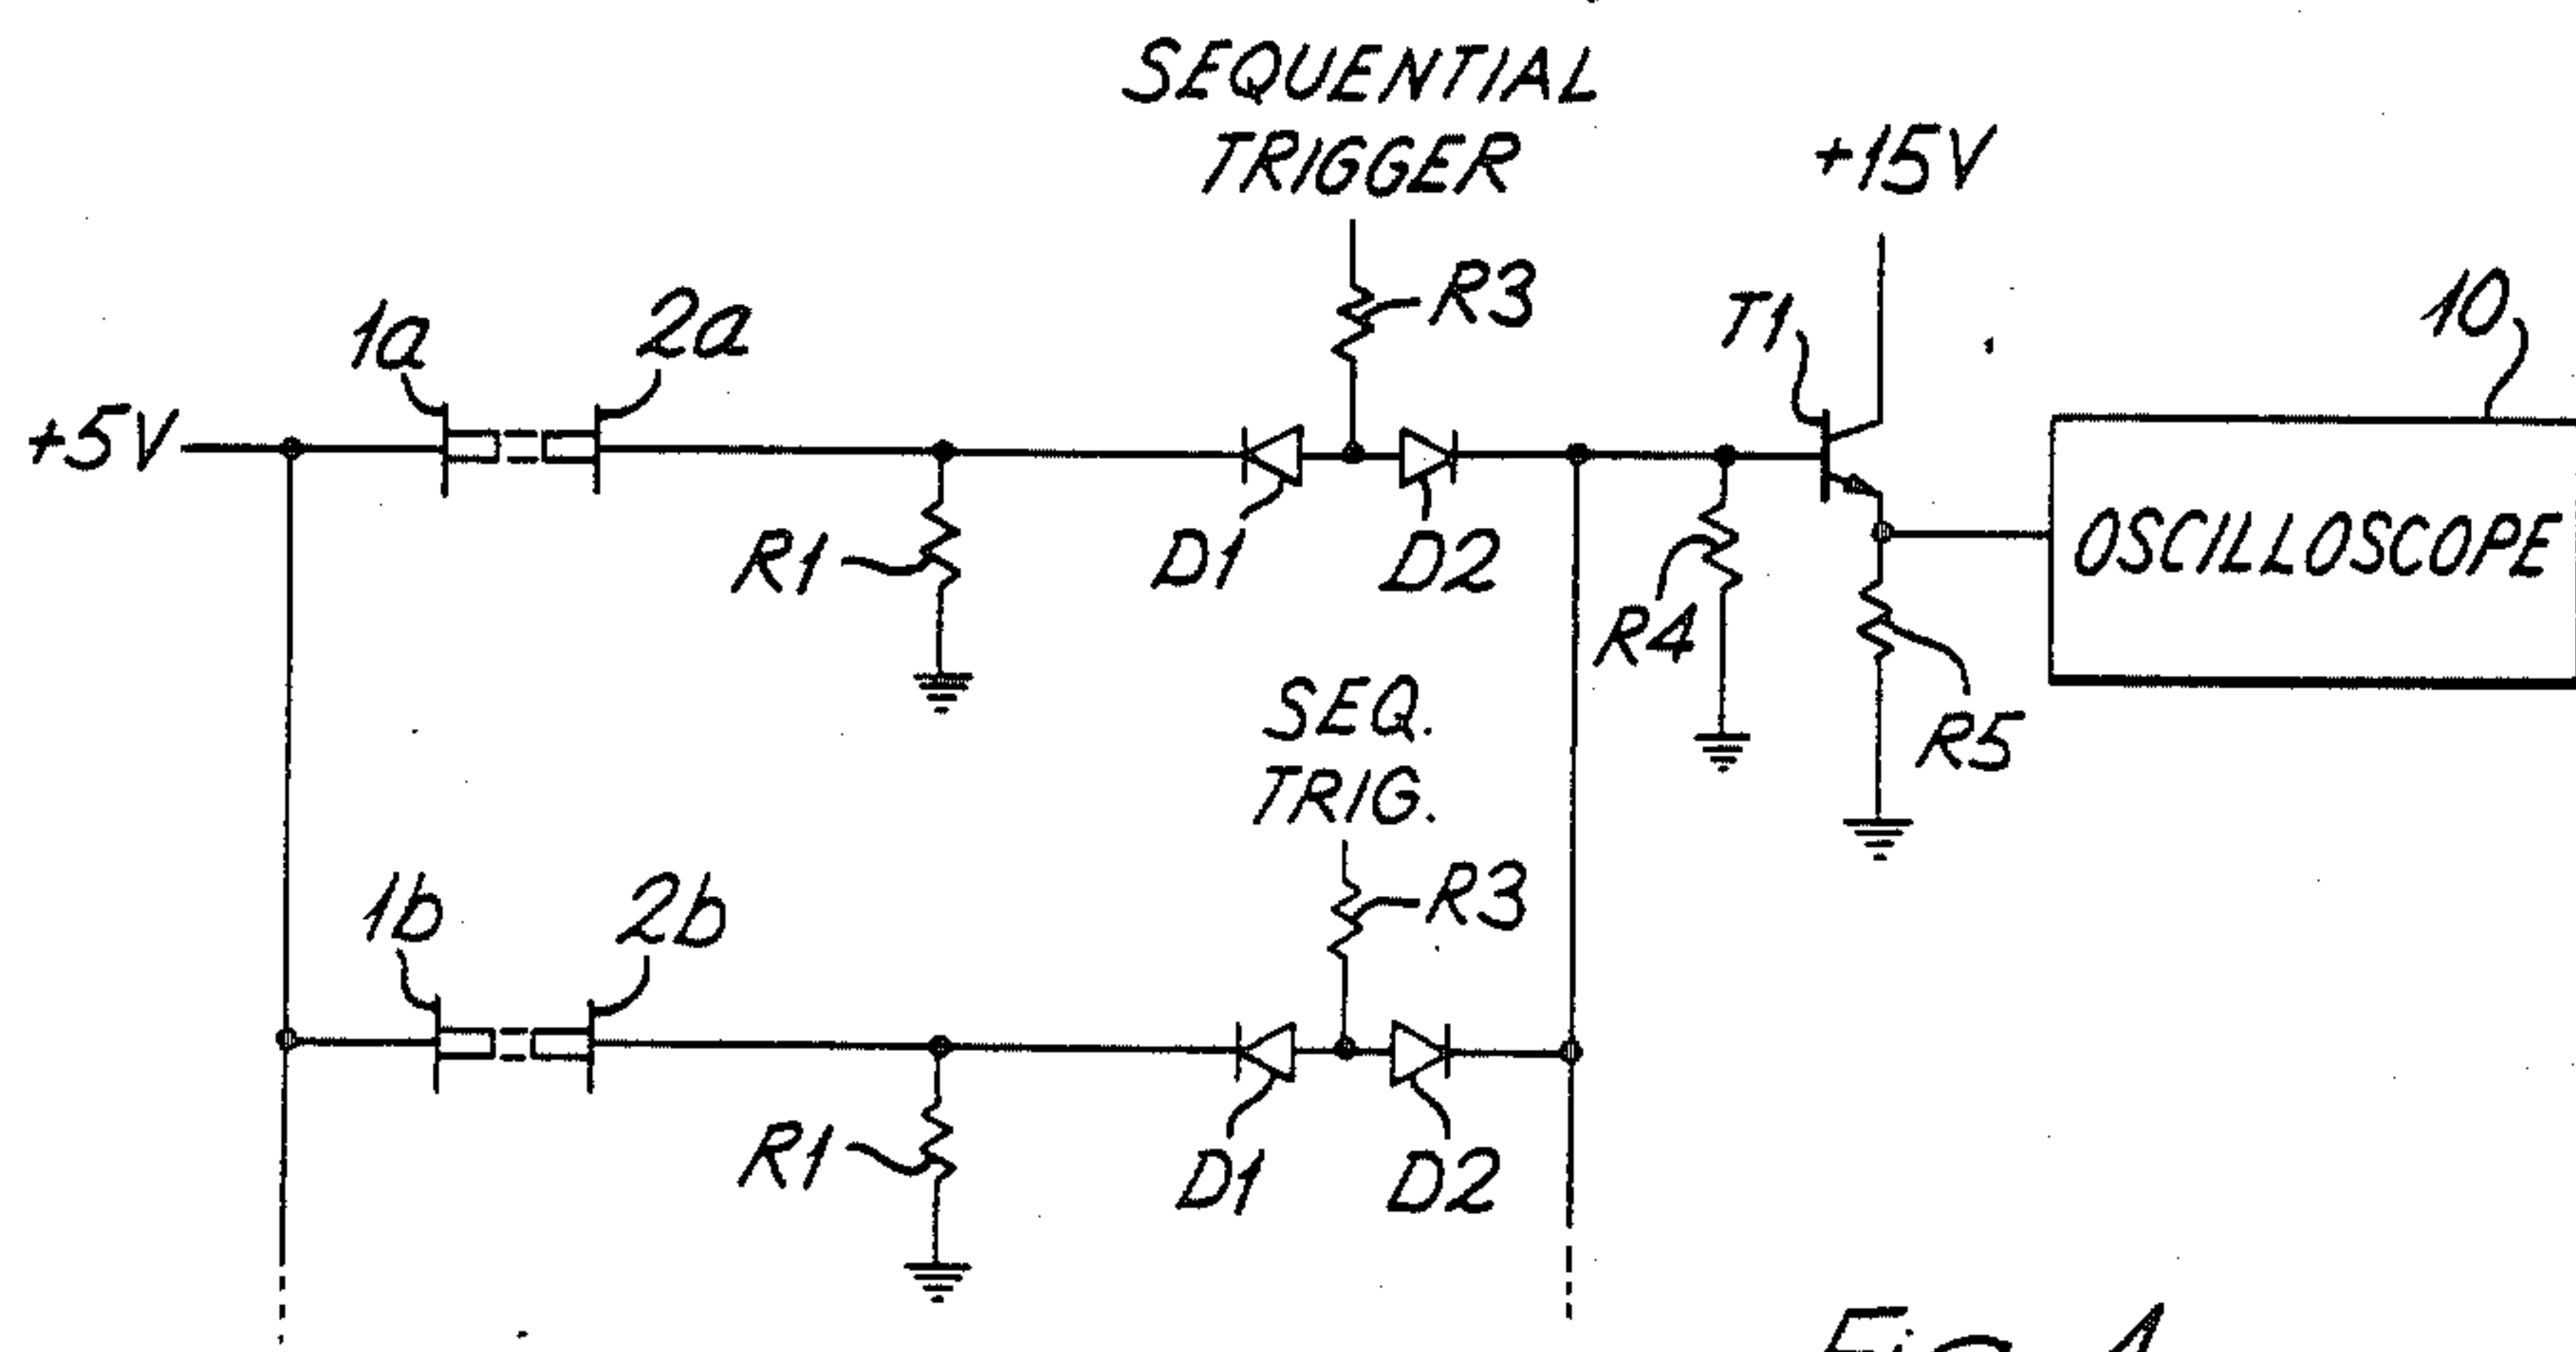 SEQUENTIAL
TRIGGER
+15V
R3
T1
10
1a
2a
+5V
OSCILLOSCOPE
R1
D1
D2
R4
R5
SEQ.
TRIG.
R3
1b
2b
R1
D1
D2